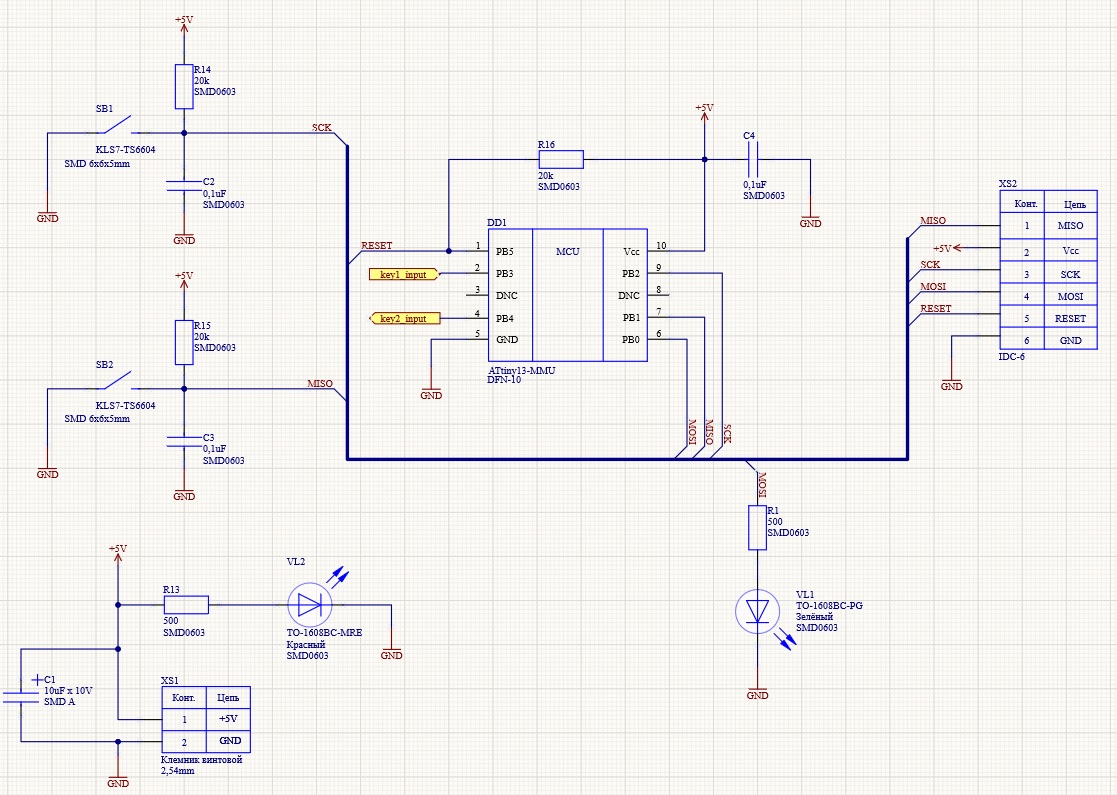 +5V
R14
20k
SMD0603
SB1
KLS7-TS6604
SMD 6x6x5mm
SCK
C2
0,1uF
SMD0603
GND
GND
+5V
R15
20k
SMD0603
SB2
KLS7-TS6604
SMD 6x6x5mm
MISO
C3
0,1uF
SMD0603
GND
GND
+5V
R16
20k
SMD0603
C4
0,1uF
SMD0603
GND
DD1
RESET
1 PB5 MCU Vcc 10
key1_input 2 PB3 PB2 9
3 DNC DNC 8
key2_input 4 PB4 PB1 7
5 GND PB0 6
ATtiny13-MMU
DFN-10
GND
MOSI
MISO
SCK
XS2
Конт. Цепь
MISO 1 MISO
+5V 2 Vcc
SCK 3 SCK
MOSI 4 MOSI
RESET 5 RESET
6 GND
IDC-6
GND
MOSI
R1
500
SMD0603
VL1
TO-1608BC-PG
Зелёный
SMD0603
GND
+5V
R13
500
SMD0603
VL2
TO-1608BC-MRE
Красный
SMD0603
GND
C1
10uF x 10V
SMD A
XS1
Конт. Цепь
1 +5V
2 GND
Клемник винтовой
2,54mm
GND